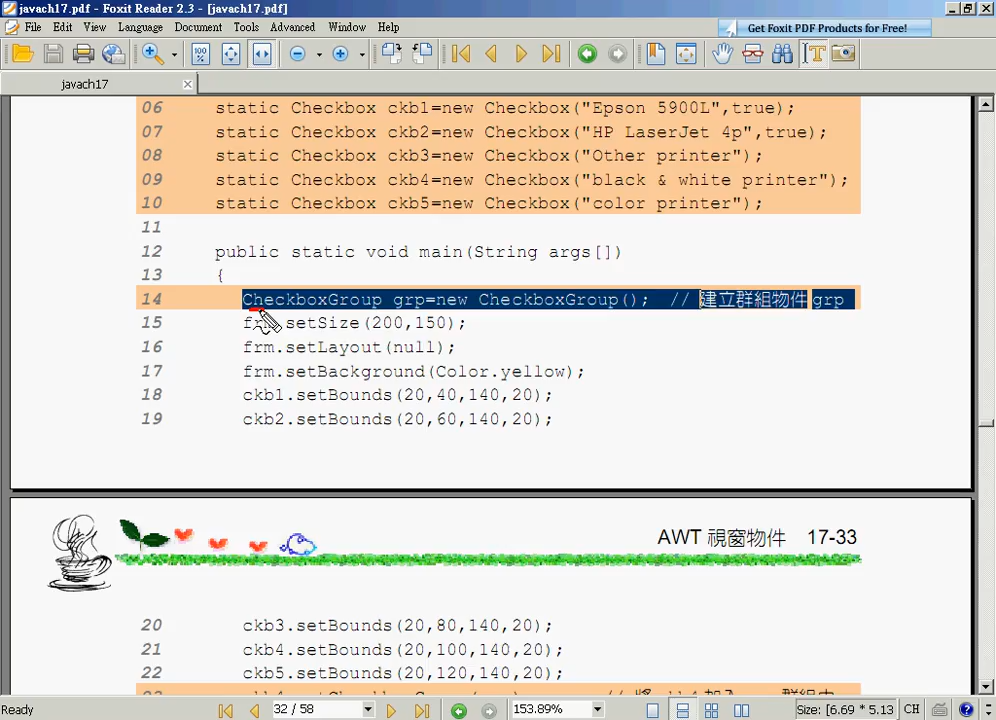 javach17.pdf - Foxit Reader 2.3 - [javach17.pdf]
File Edit View Language Document Tools Advanced Window Help
Get Foxit PDF Products for Free!
javach17
06 static Checkbox ckb1=new Checkbox("Epson 5900L",true);
07 static Checkbox ckb2=new Checkbox("HP LaserJet 4p",true);
08 static Checkbox ckb3=new Checkbox("Other printer");
09 static Checkbox ckb4=new Checkbox("black & white printer");
10 static Checkbox ckb5=new Checkbox("color printer");
11
12 public static void main(String args[])
13 {
14 CheckboxGroup grp=new CheckboxGroup(); // 建立群組物件 grp
15 frm.setSize(200,150);
16 frm.setLayout(null);
17 frm.setBackground(Color.yellow);
18 ckb1.setBounds(20,40,140,20);
19 ckb2.setBounds(20,60,140,20);
AWT 視窗物件 17-33
20 ckb3.setBounds(20,80,140,20);
21 ckb4.setBounds(20,100,140,20);
22 ckb5.setBounds(20,120,140,20);
Ready 32 / 58 153.89% Size: [6.69 * 5.13 CH